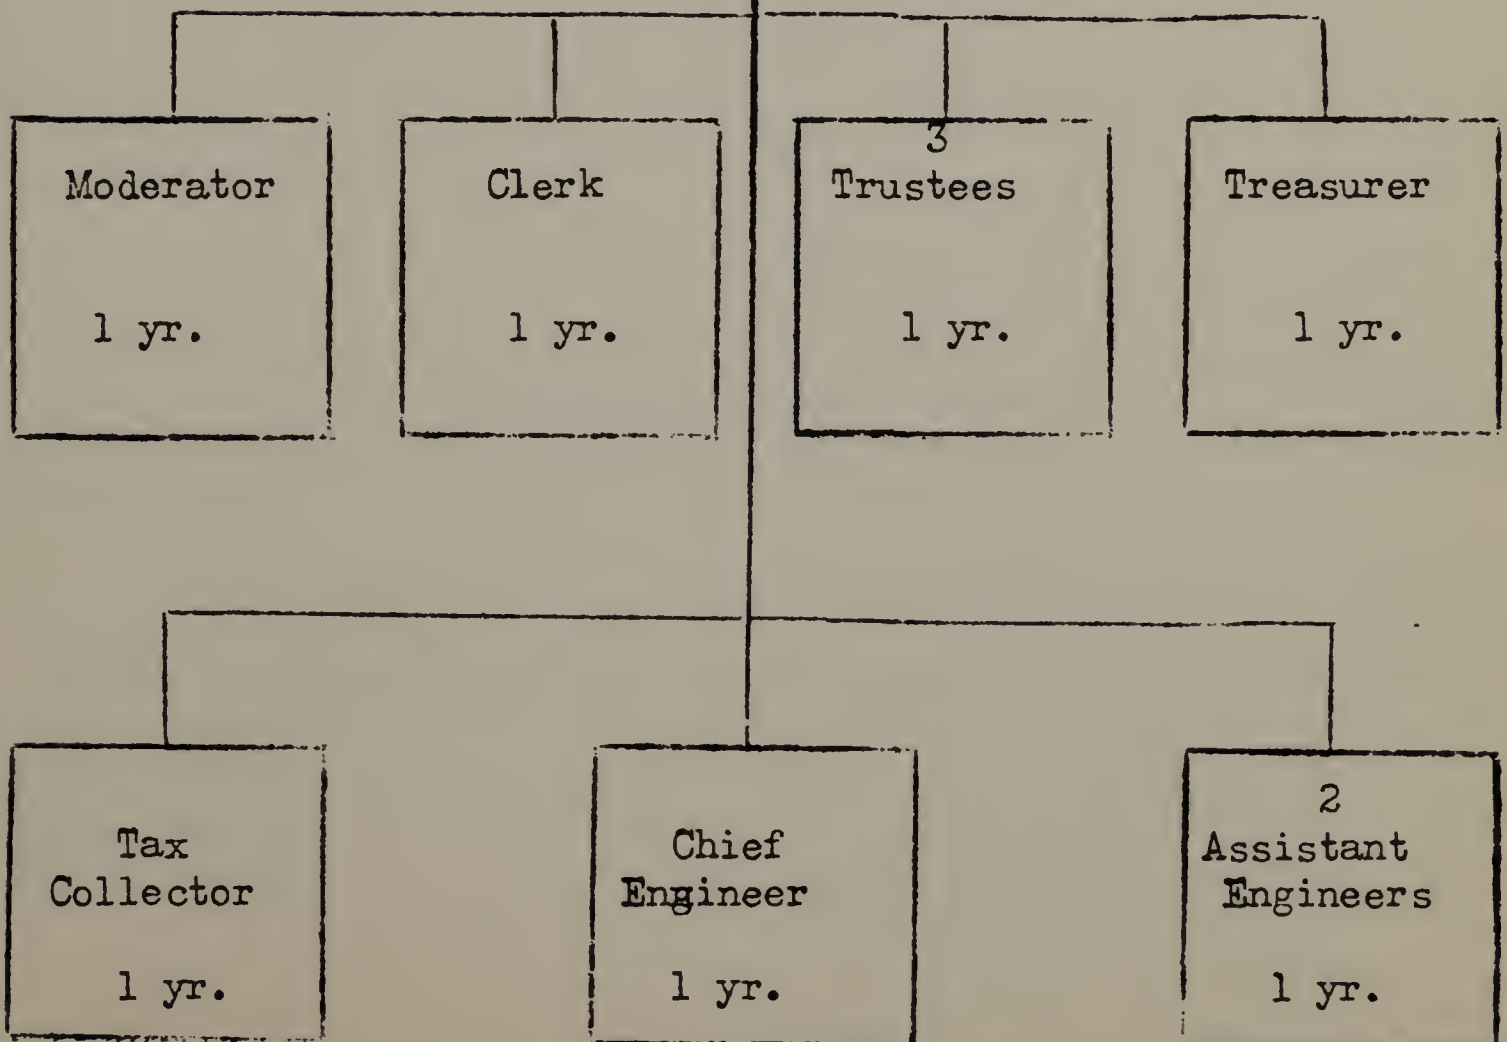 3
Moderator Clerk Trustees Treasurer
1 yr. 1 yr. 1 yr. 1 yr.
2
Tax Chief Assistant
Collector Engineer Engineers
1 yr. 1 yr. 1 yr.